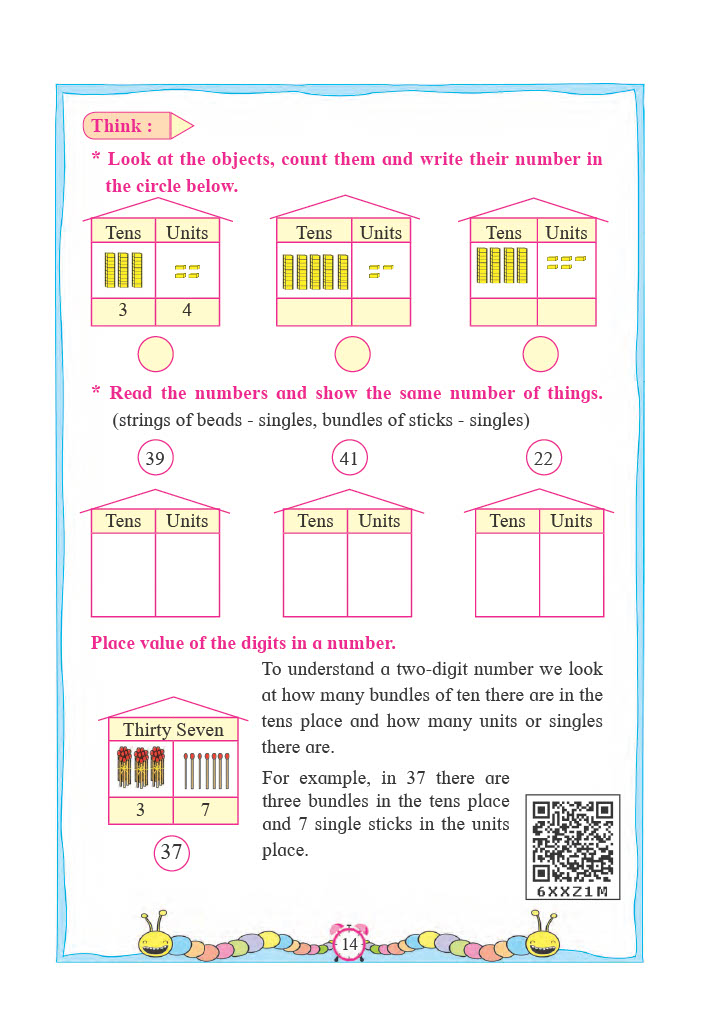 Think :
* Look at the objects, count them and write their number in
the circle below.
Tens Units Tens Units Tens Units
3 4
* Read the numbers and show the same number of things.
(strings of beads - singles, bundles of sticks - singles)
39 41 22
Tens Units Tens Units Tens Units
Place value of the digits in a number.
To understand a two-digit number we look
at how many bundles of ten there are in the
tens place and how many units or singles
there are.
For example, in 37 there are
three bundles in the tens place
and 7 single sticks in the units
place.
Thirty Seven
3 7
37
6XXZ1M
14